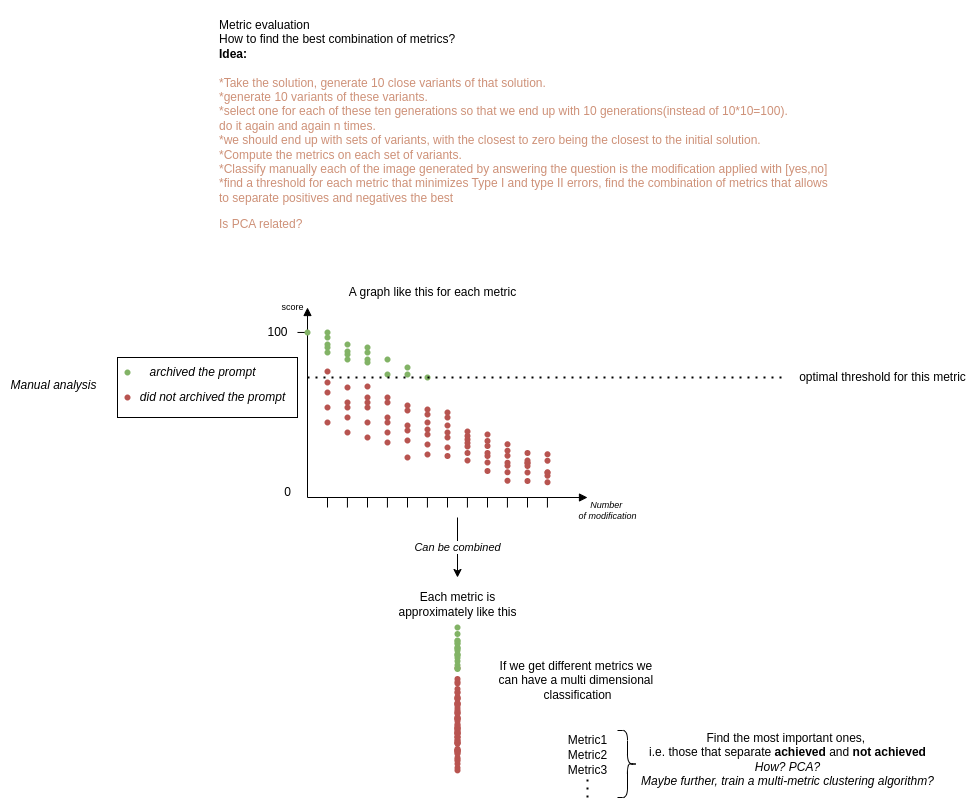 Metric evaluation
How to find the best combination of metrics?
Idea:
*Take the solution, generate 10 close variants of that solution.
*generate 10 variants of these variants.
*select one for each of these ten generations so that we end up with 10 generations(instead of 10*10=100).
do it again and again n times.
*we should end up with sets of variants, with the closest to zero being the closest to the initial solution.
*Compute the metrics on each set of variants.
*Classify manually each of the image generated by answering the question is the modification applied with [yes,no]
*find a threshold for each metric that minimizes Type I and type II errors, find the combination of metrics that allows
to separate positives and negatives the best
Is PCA related?
A graph like this for each metric
score
100
Manual analysis
archived the prompt
did not archived the prompt
optimal threshold for this metric
0
Number
of modification
Can be combined
Each metric is
approximately like this
If we get different metrics we
can have a multi dimensional
classification
Metric1
Metric2
Metric3
Find the most important ones,
i.e. those that separate achieved and not achieved
How? PCA?
Maybe further, train a multi-metric clustering algorithm?